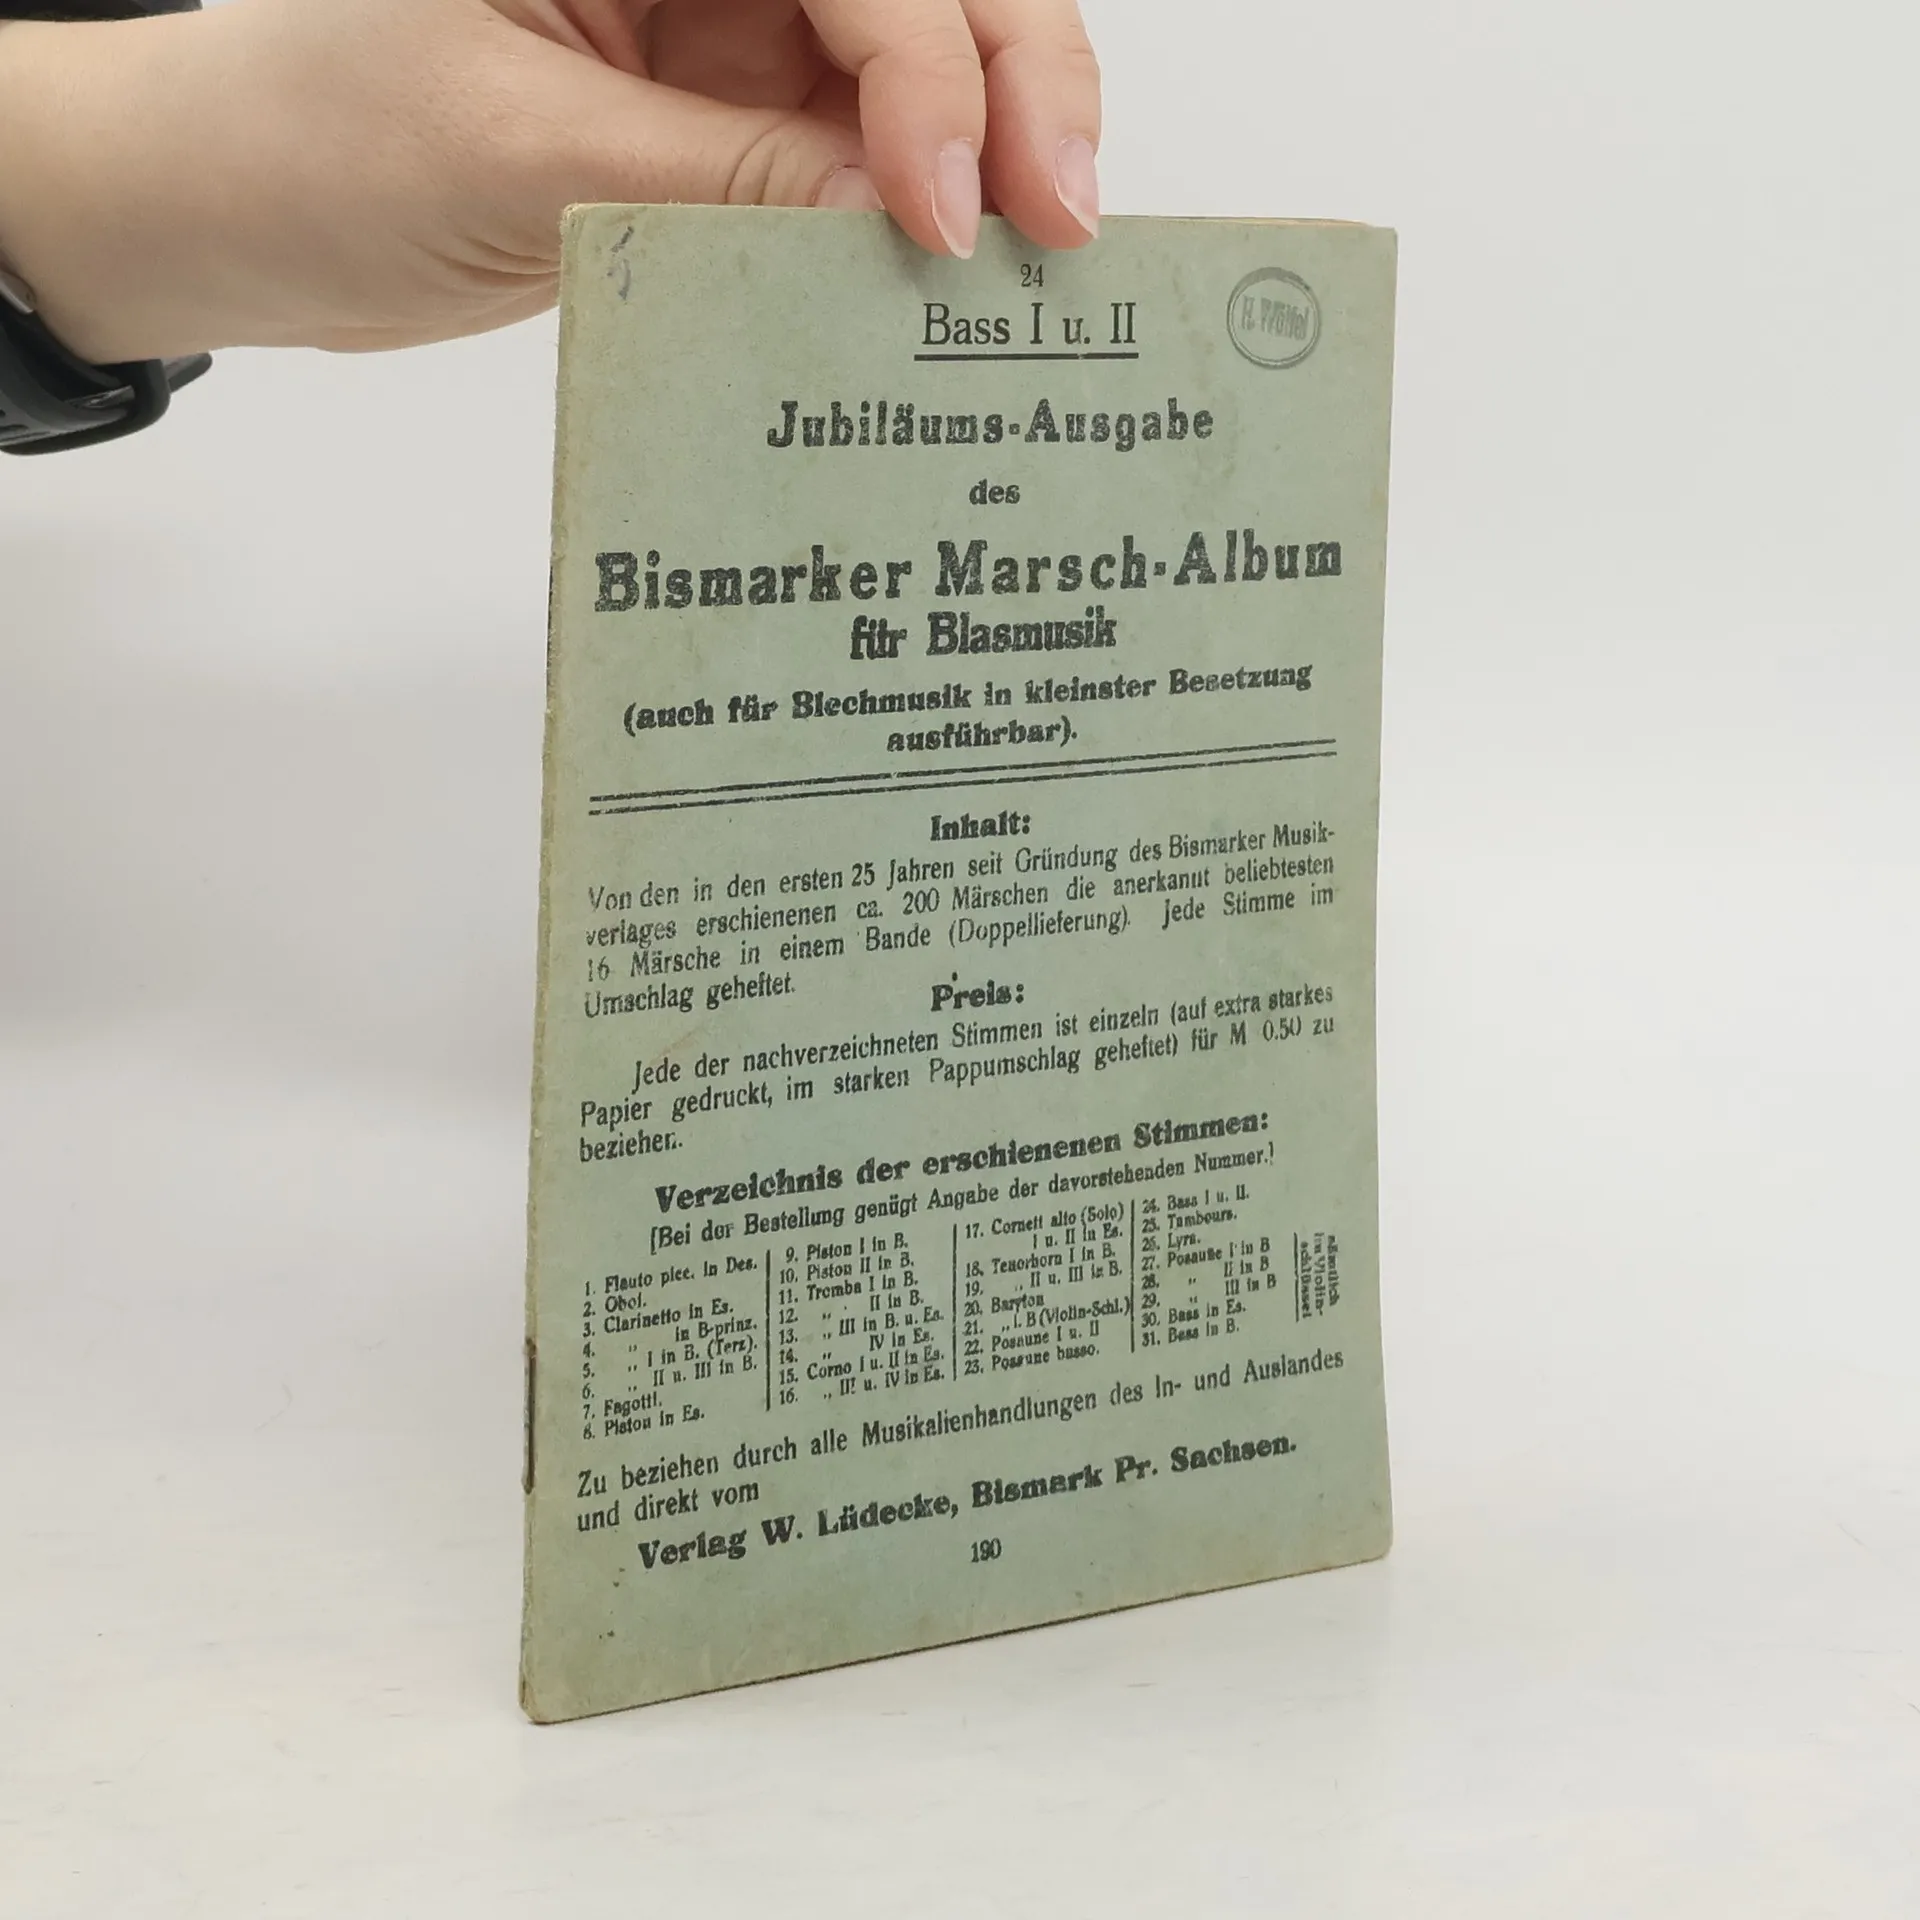 24
Bass I u. II
H. Wölfel
Jubiläums-Ausgabe
des
Bismarker Marsch-Album
für Blasmusik
(auch für Blechmusik in kleinster Besetzung
ausführbar).
Inhalt:
Von den in den ersten 25 Jahren seit Gründung des Bismarker Musik-
verlages erschienenen ca. 200 Märschen die anerkannt beliebtesten
16 Märsche in einem Bande (Doppellieferung). Jede Stimme im
Umschlag geheftet.
Preis:
Jede der nachverzeichneten Stimmen ist einzeln (auf extra starkes
Papier gedruckt, im starken Pappumschlag geheftet) für M 0.50 zu
beziehen.
Verzeichnis der erschienenen Stimmen:
[Bei der Bestellung genügt Angabe der davorstehenden Nummer.]
1. Flauto picc. in Des.
2. Oboi.
3. Clarinetto in Es.
4. „ in B-prinz.
5. „ I in B. (Terz).
6. „ II u. III in B.
7. Fagotti.
8. Piston in Es.
9. Piston I in B.
10. Piston II in B.
11. Tromba I in B.
12. „ II in B.
13. „ III in B. u. Es.
14. „ IV in Es.
15. Corno I u. II in Es.
16. „ III u. IV in Es.
17. Cornett alto (Solo)
I u. II in Es.
18. Tenorhorn I in B.
19. „ II u. III in B.
20. Baryton
21. „ i. B (Violin-Schl.)
22. Posaune I u. II
23. Posaune basso.
24. Bass I u. II.
25. Tambours.
26. Lyra.
27. Posaune I in B
28. „ II in B
29. „ III in B
30. Bass in Es.
31. Bass in B.
sämtlich
im Violin-
schlüssel
Zu beziehen durch alle Musikalienhandlungen des In- und Auslandes
und direkt vom
Verlag W. Lüdecke, Bismark Pr. Sachsen.
190